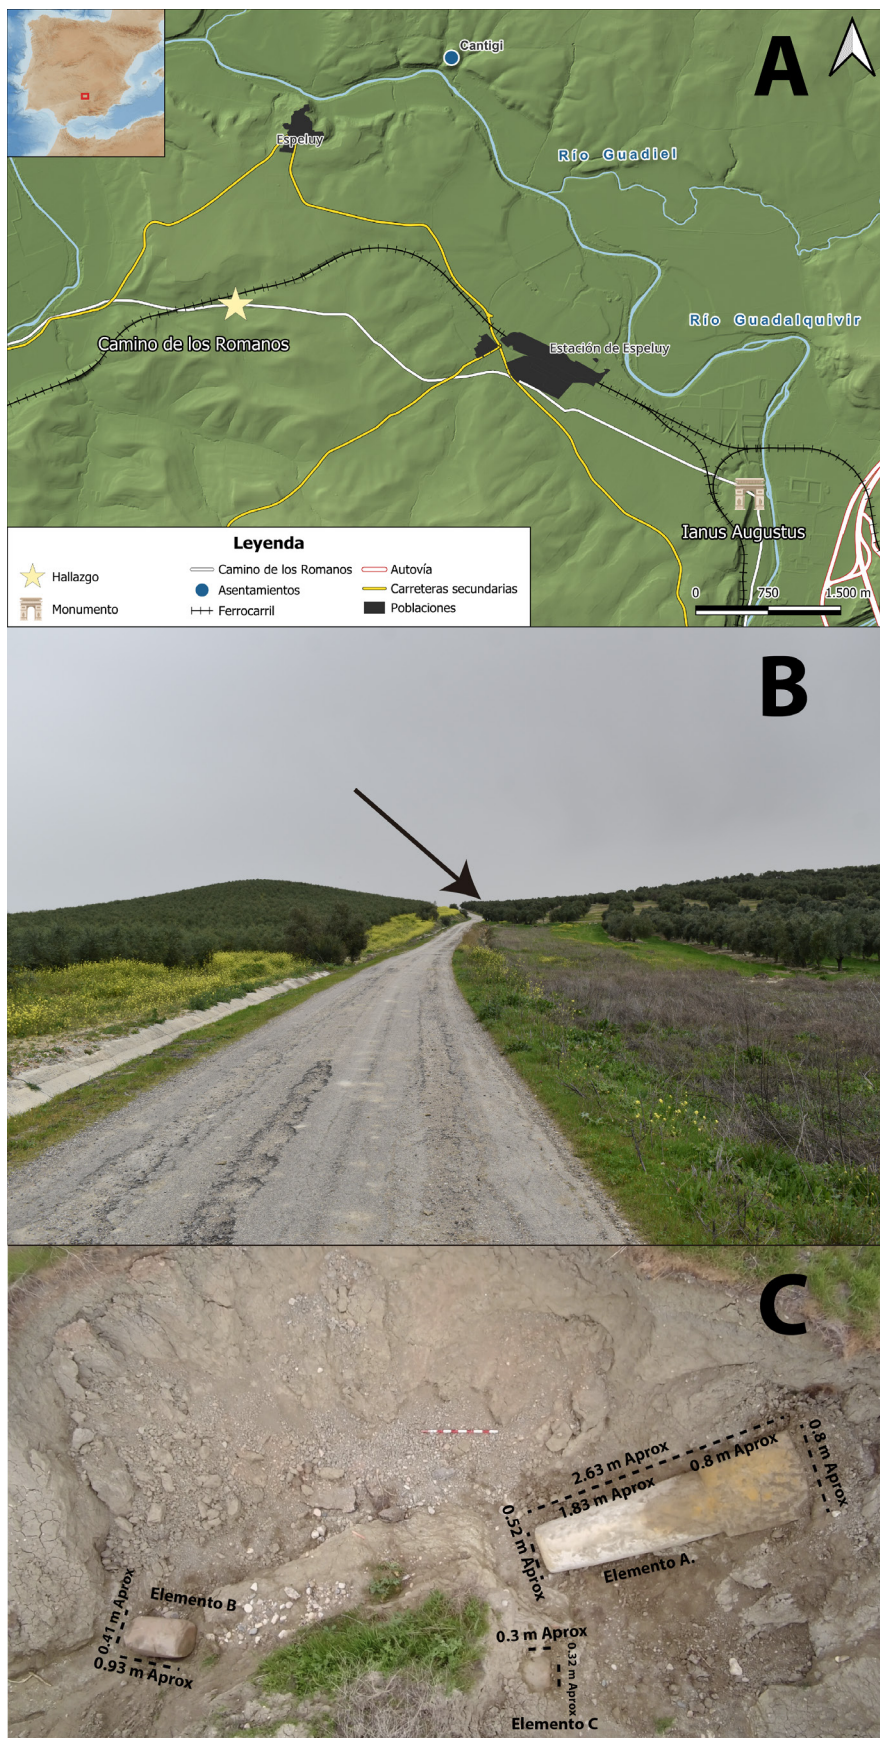 A
Cantigi
Espeluy
Río Guadiel
Río Guadalquivir
Camino de los Romanos
Estación de Espeluy
Ianus Augustus
Leyenda
Hallazgo
Monumento
Camino de los Romanos
Asentamientos
Ferrocarril
Autovía
Carreteras secundarias
Poblaciones
0 750 1.500 m
B
C
2.63 m Aprox
0.8 m Aprox
0.8 m Aprox
1.83 m Aprox
0.52 m Aprox
Elemento A.
Elemento B
0.41 m Aprox
0.93 m Aprox
0.3 m Aprox
0.32 m Aprox
Elemento C